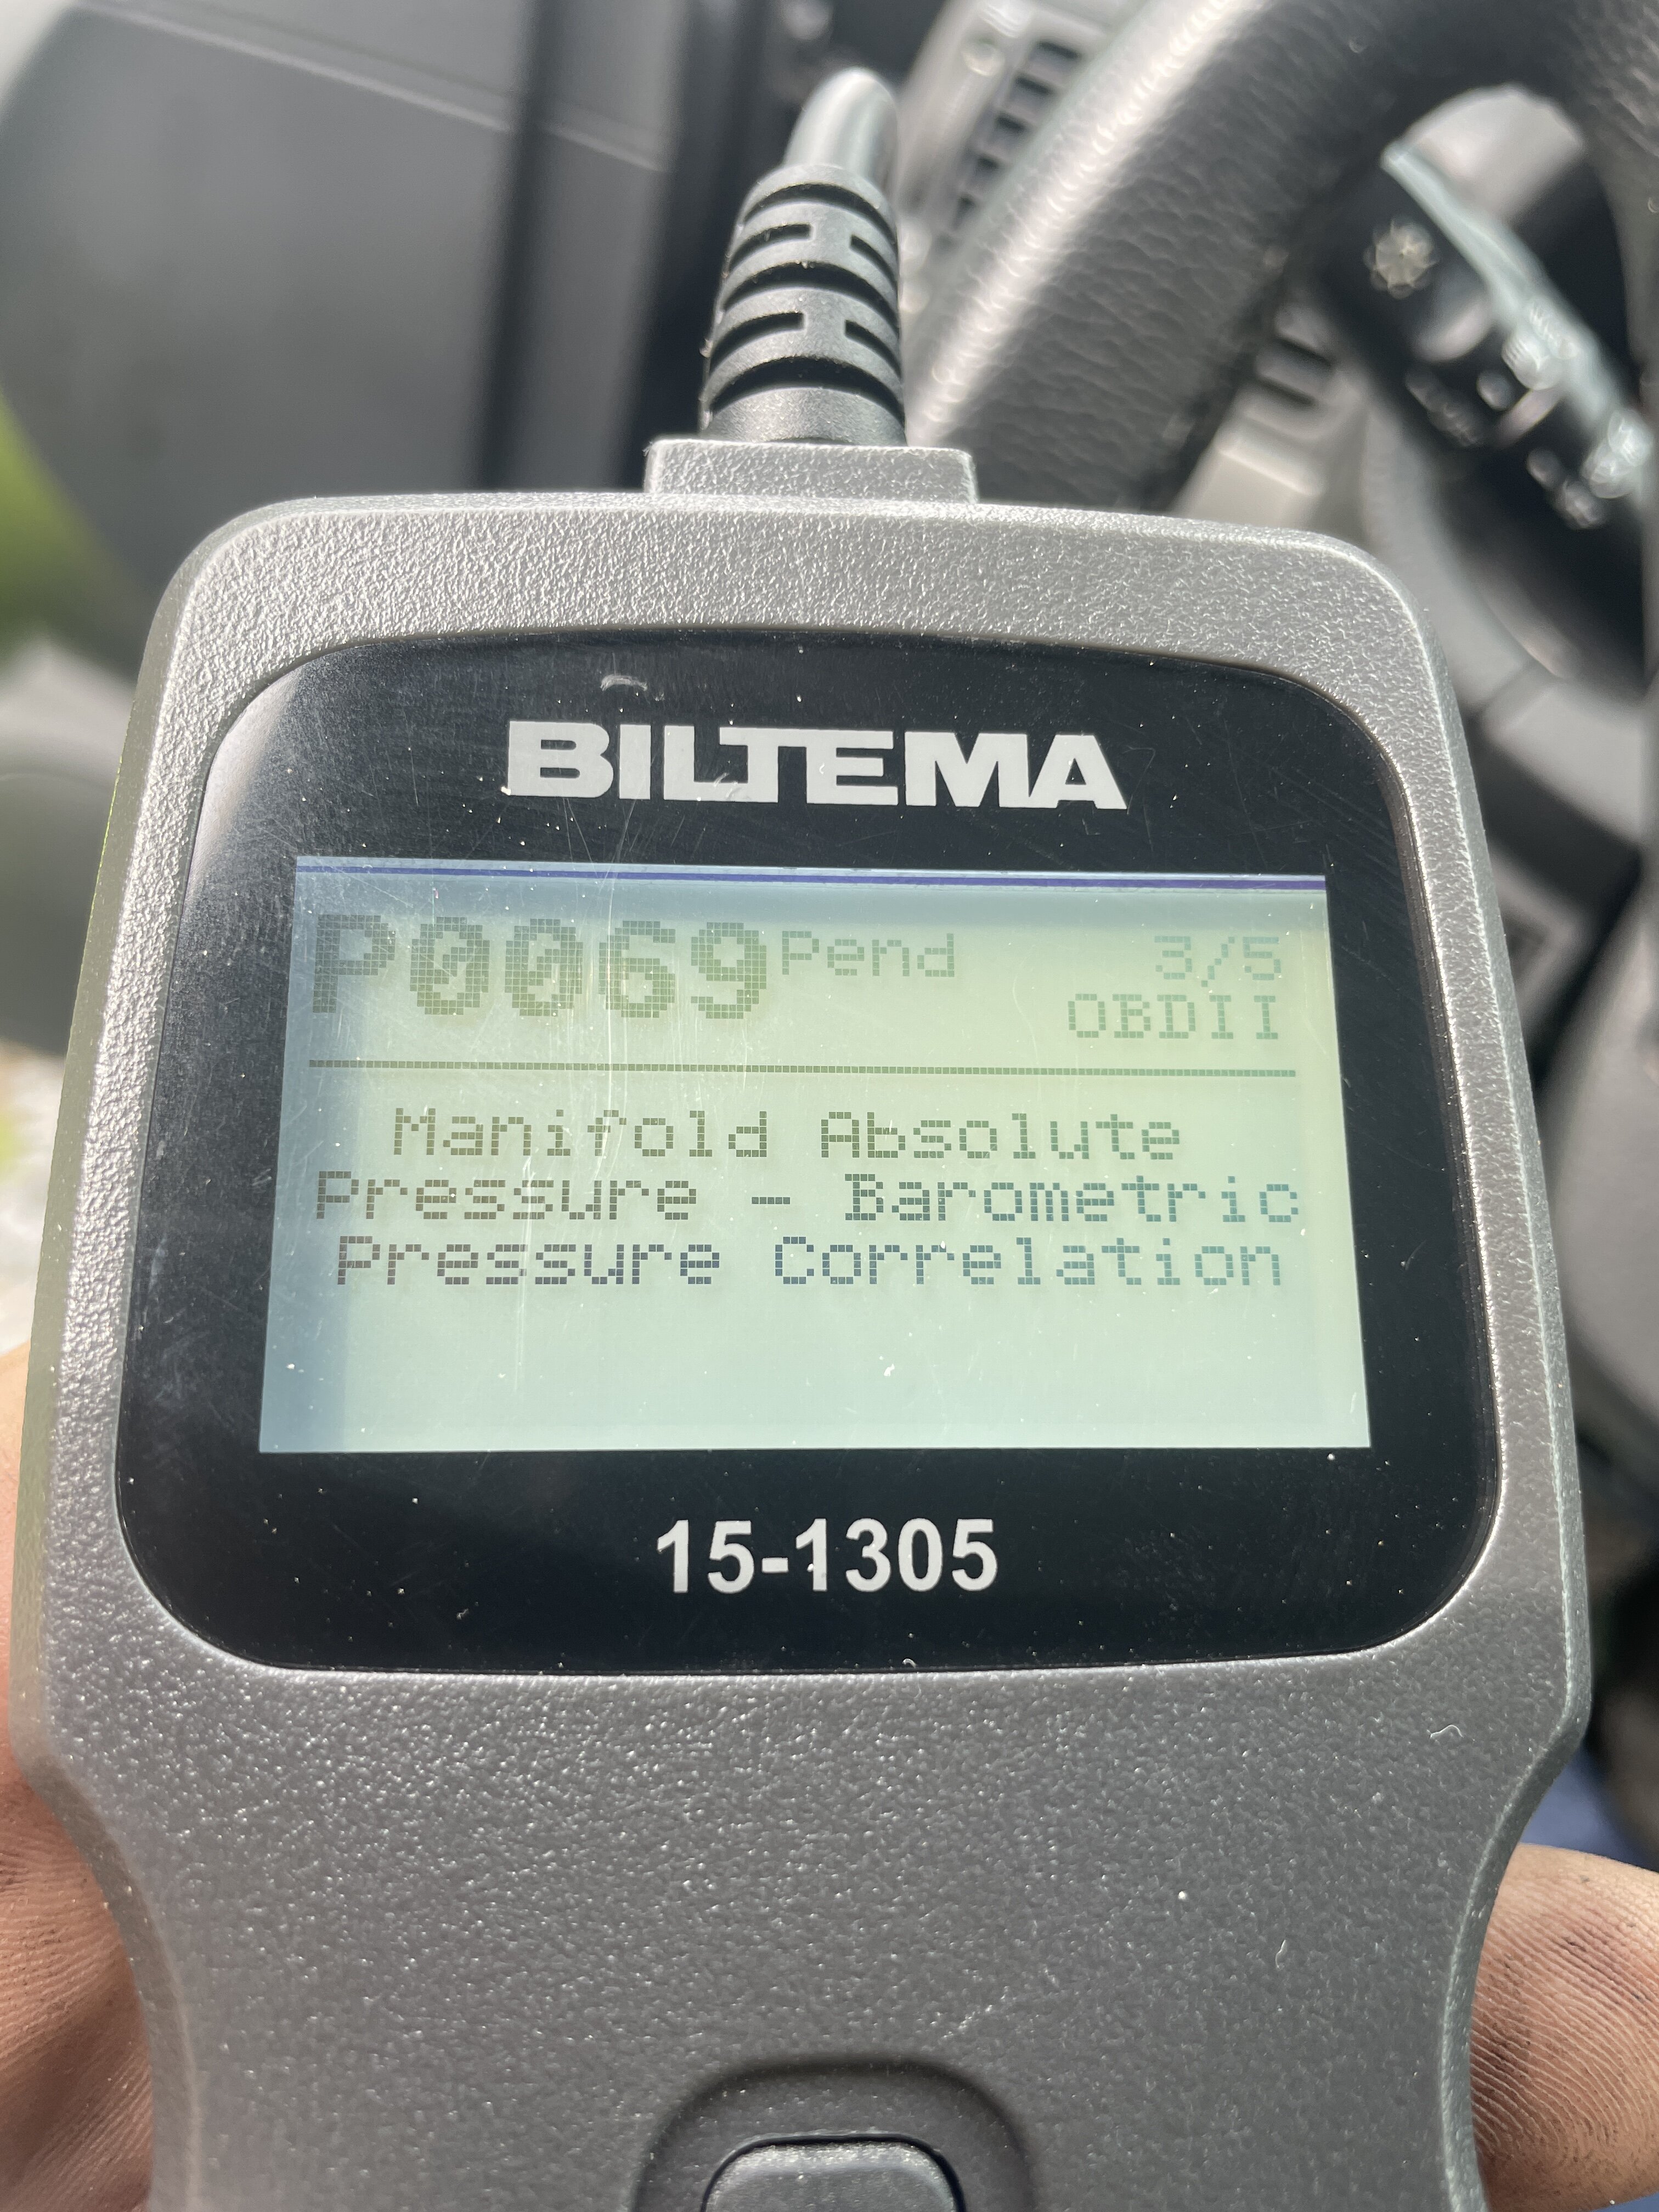 BILTEMA
P0069 Pend 3/5
OBDII
Manifold Absolute
Pressure - Barometric
Pressure Correlation
15-1305